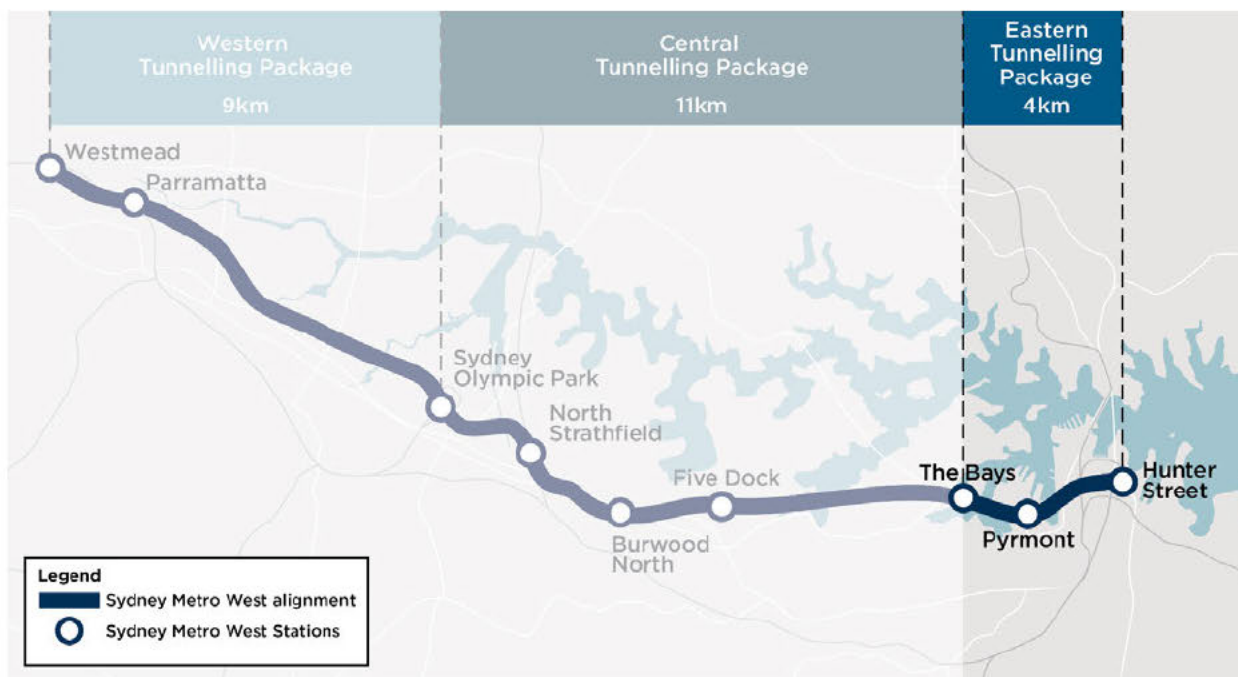 Western
Tunnelling Package
9km
Central
Tunnelling Package
11km
Eastern
Tunnelling
Package
4km
Westmead
Parramatta
Sydney
Olympic Park
North
Strathfield
Five Dock
Burwood
North
The Bays
Pyrmont
Hunter
Street
Legend
Sydney Metro West alignment
Sydney Metro West Stations